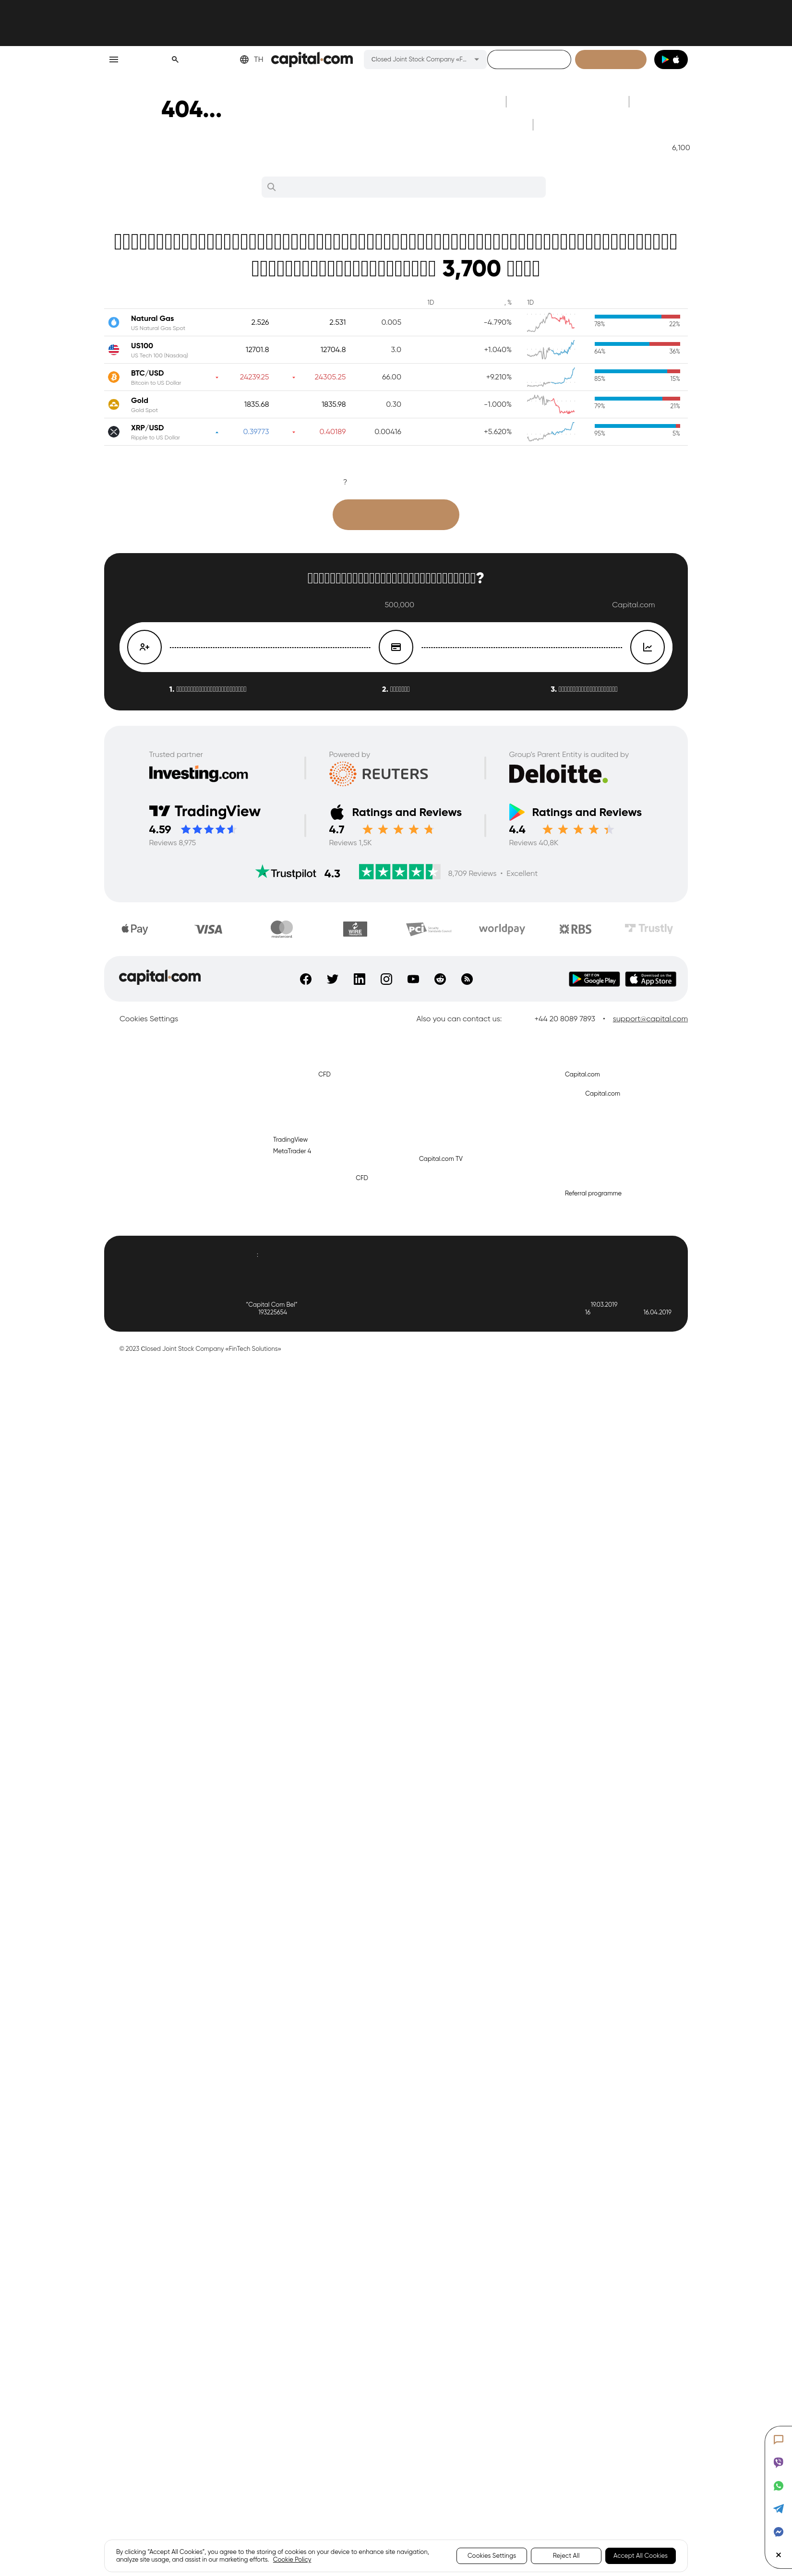 TH
capital.com
Closed Joint Stock Company «F...
404...
6,100
3,700
1D , % 1D
Natural Gas 2.526 2.531 0.005 -4.790% 78% 22%
US Natural Gas Spot
US100 12701.8 12704.8 3.0 +1.040% 64% 36%
US Tech 100 (Nasdaq)
BTC/USD 24239.25 24305.25 66.00 +9.210% 85% 15%
Bitcoin to US Dollar
Gold 1835.68 1835.98 0.30 -1.000% 79% 21%
Gold Spot
XRP/USD 0.39773 0.40189 0.00416 +5.620% 95% 5%
Ripple to US Dollar
?
?
500,000 Capital.com
1.
2.
3.
Trusted partner
Investing.com
Powered by
REUTERS
Group's Parent Entity is audited by
Deloitte.
TradingView
4.59
Reviews 8,975
Ratings and Reviews
4.7
Reviews 1,5K
Ratings and Reviews
4.4
Reviews 40,8K
Trustpilot 4.3 8,709 Reviews • Excellent
Pay VISA mastercard PCI worldpay RBS Trustly
capital.com
GET IT ON Google Play
Download on the App Store
Cookies Settings
Also you can contact us: +44 20 8089 7893 • support@capital.com
CFD
Capital.com
Capital.com
TradingView
MetaTrader 4
Capital.com TV
CFD
Referral programme
:
"Capital Com Bel" 19.03.2019
193225654 16 16.04.2019
© 2023 Closed Joint Stock Company «FinTech Solutions»
By clicking "Accept All Cookies", you agree to the storing of cookies on your device to enhance site navigation,
analyze site usage, and assist in our marketing efforts. Cookie Policy
Cookies Settings
Reject All
Accept All Cookies